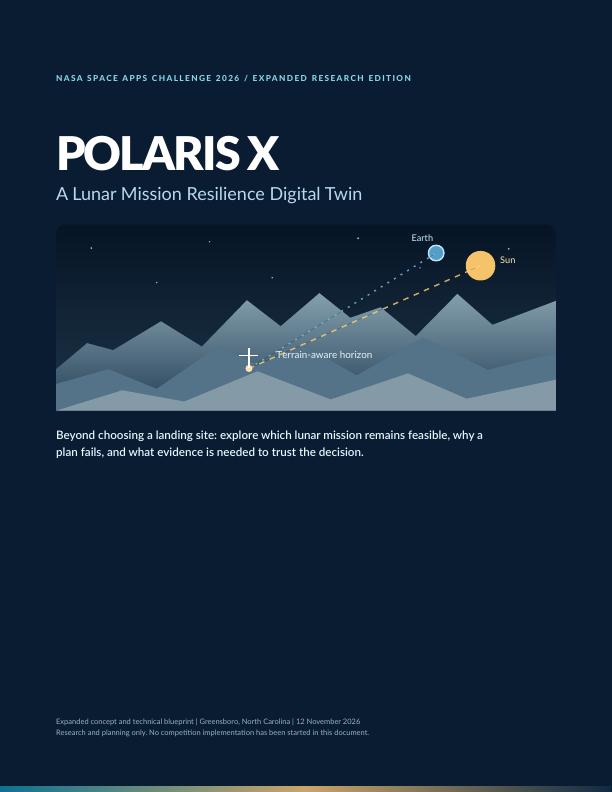 NASA SPACE APPS CHALLENGE 2026 / EXPANDED RESEARCH EDITION
POLARIS X
A Lunar Mission Resilience Digital Twin
Earth
Sun
Terrain-aware horizon
Beyond choosing a landing site: explore which lunar mission remains feasible, why a
plan fails, and what evidence is needed to trust the decision.
Expanded concept and technical blueprint | Greensboro, North Carolina | 12 November 2026
Research and planning only. No competition implementation has been started in this document.